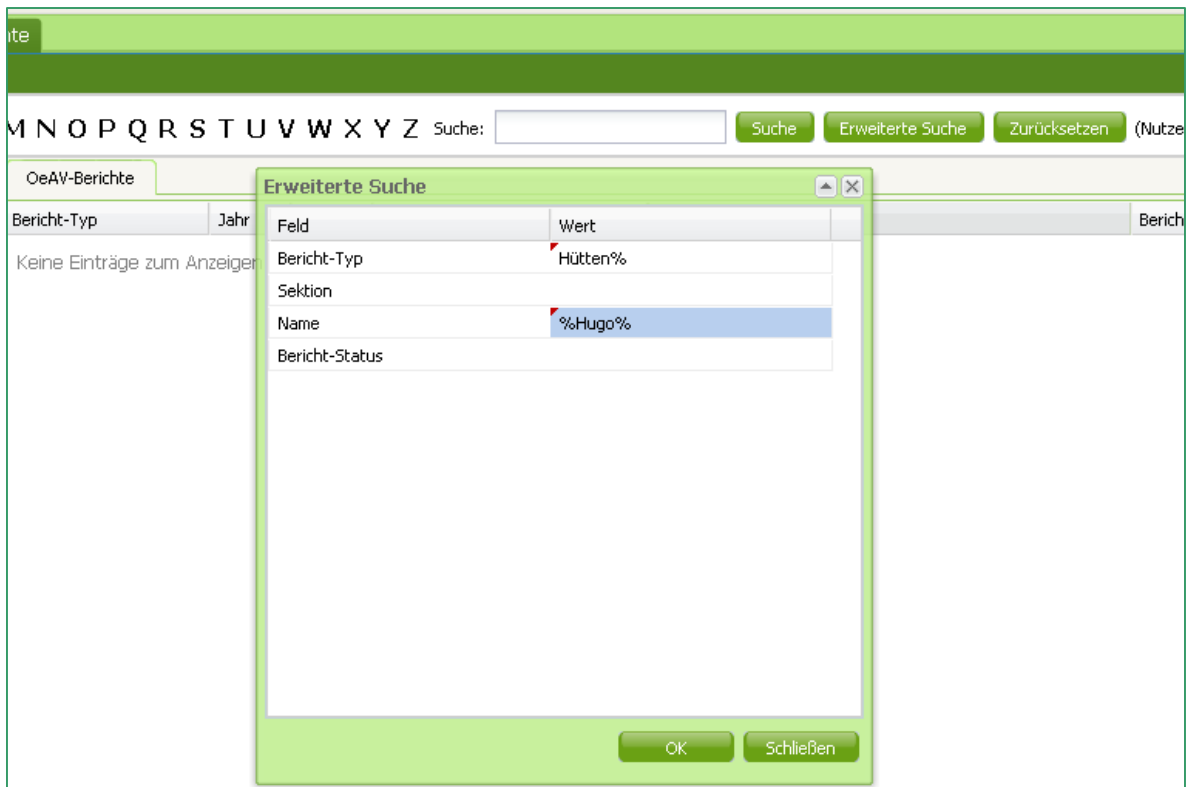 hte
M N O P Q R S T U V W X Y Z Suche: Suche Erweiterte Suche Zurücksetzen (Nutze
OeAV-Berichte
Bericht-Typ Jahr Berich
Keine Einträge zum Anzeigen
Erweiterte Suche
Feld Wert
Bericht-Typ Hütten%
Sektion
Name %Hugo%
Bericht-Status
OK Schließen